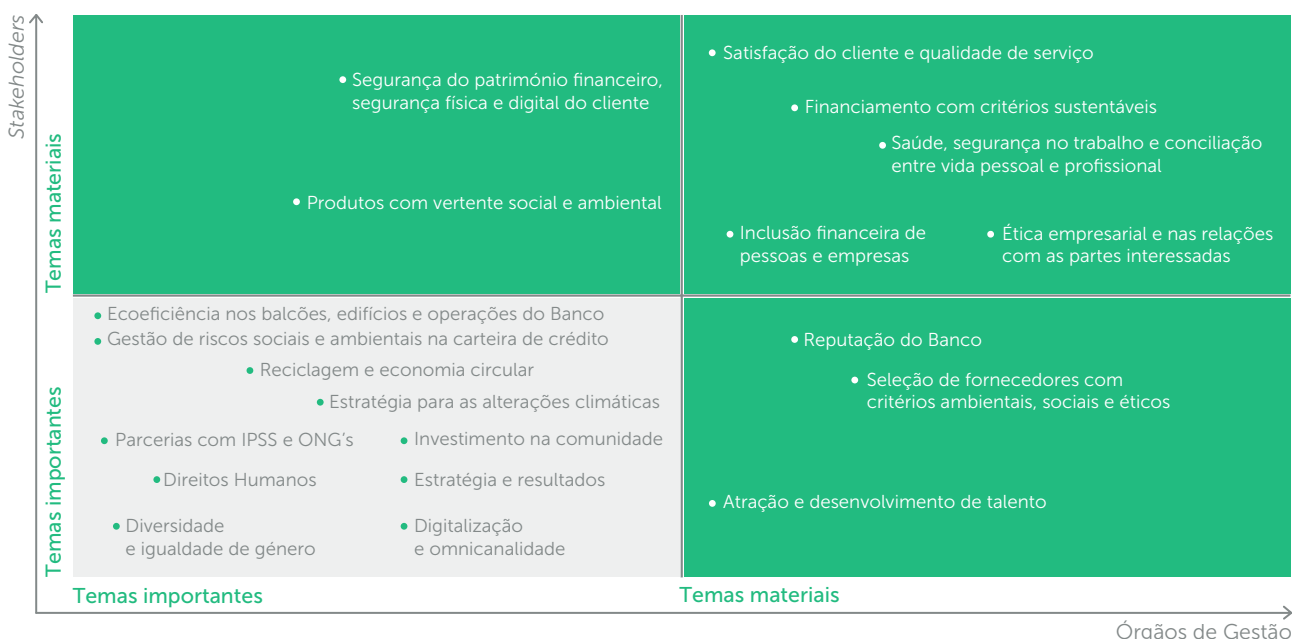 Stakeholders
Temas materiais
• Segurança do património financeiro,
segurança física e digital do cliente
• Produtos com vertente social e ambiental
• Satisfação do cliente e qualidade de serviço
• Financiamento com critérios sustentáveis
• Saúde, segurança no trabalho e conciliação
entre vida pessoal e profissional
• Inclusão financeira de
pessoas e empresas
• Ética empresarial e nas relações
com as partes interessadas
Temas importantes
• Ecoeficiência nos balcões, edifícios e operações do Banco
• Gestão de riscos sociais e ambientais na carteira de crédito
• Reciclagem e economia circular
• Estratégia para as alterações climáticas
• Parcerias com IPSS e ONG's
• Investimento na comunidade
• Direitos Humanos
• Estratégia e resultados
• Diversidade
e igualdade de género
• Digitalização
e omnicanalidade
• Reputação do Banco
• Seleção de fornecedores com
critérios ambientais, sociais e éticos
• Atração e desenvolvimento de talento
Temas importantes
Temas materiais
Órgãos de Gestão